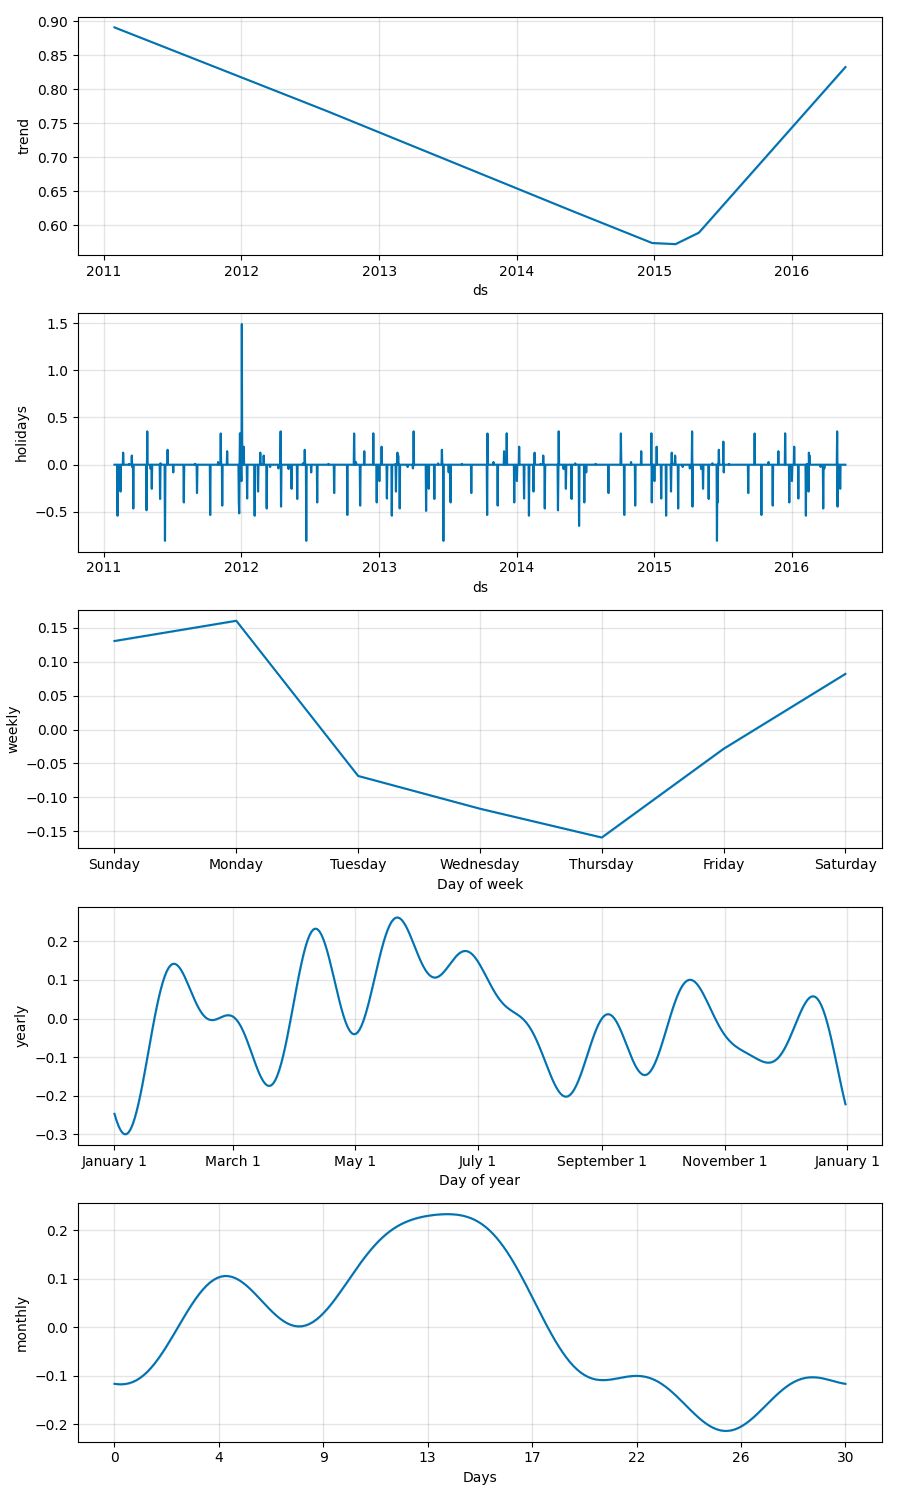 0.90
0.85
0.80
0.75
0.70
0.65
0.60
trend
2011 2012 2013 2014 2015 2016
ds
1.5
1.0
0.5
0.0
−0.5
holidays
2011 2012 2013 2014 2015 2016
ds
0.15
0.10
0.05
0.00
−0.05
−0.10
−0.15
weekly
Sunday Monday Tuesday Wednesday Thursday Friday Saturday
Day of week
0.2
0.1
0.0
−0.1
−0.2
−0.3
yearly
January 1 March 1 May 1 July 1 September 1 November 1 January 1
Day of year
0.2
0.1
0.0
−0.1
−0.2
monthly
0 4 9 13 17 22 26 30
Days